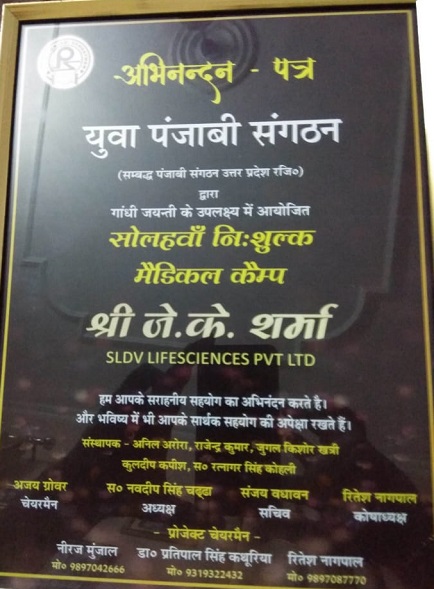 अभिनन्दन - पत्र
युवा पंजाबी संगठन
(सम्बद्ध पंजाबी संगठन उत्तर प्रदेश रजि०)
द्वारा
गांधी जयन्ती के उपलक्ष्य में आयोजित
सोलहवाँ निःशुल्क
मैडिकल कैम्प
श्री जे.के. शर्मा
SLDV LIFESCIENCES PVT LTD
हम आपके सराहनीय सहयोग का अभिनंदन करते है।
और भविष्य में भी आपके सार्थक सहयोग की अपेक्षा रखते हैं।
संस्थापक - अनिल अरोरा, राजेन्द्र कुमार, जुगल किशोर खत्री
कुलदीप कपीश, स० रत्नागर सिंह कोहली
अजय ग्रोवर स० नवदीप सिंह चढ्ढा संजय वधावन रितेश नागपाल
चेयरमैन अध्यक्ष सचिव कोषाध्यक्ष
- प्रोजेक्ट चेयरमैन -
नीरज मुंजाल डा० प्रतिपाल सिंह कथूरिया रितेश नागपाल
मो० 9897042666 मो० 9319322432 मो० 9897087770